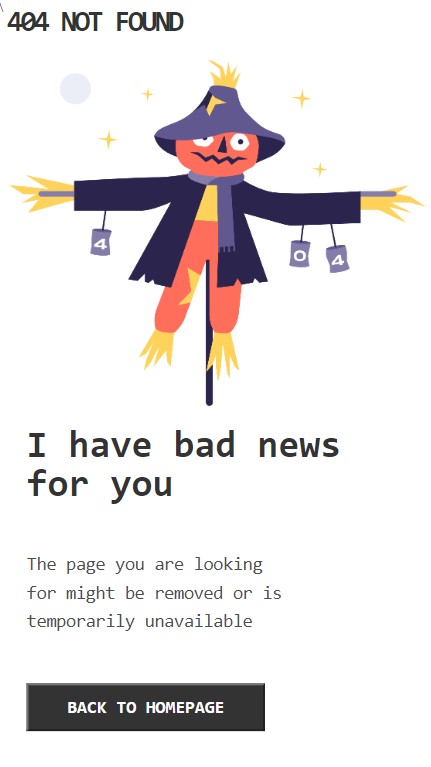 404 NOT FOUND
4
0
4
I have bad news
for you
The page you are looking
for might be removed or is
temporarily unavailable
BACK TO HOMEPAGE